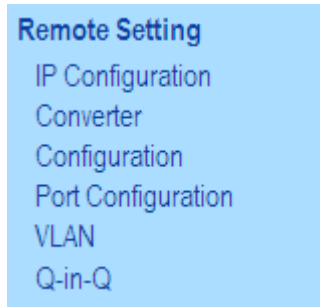 Remote Setting
IP Configuration
Converter
Configuration
Port Configuration
VLAN
Q-in-Q